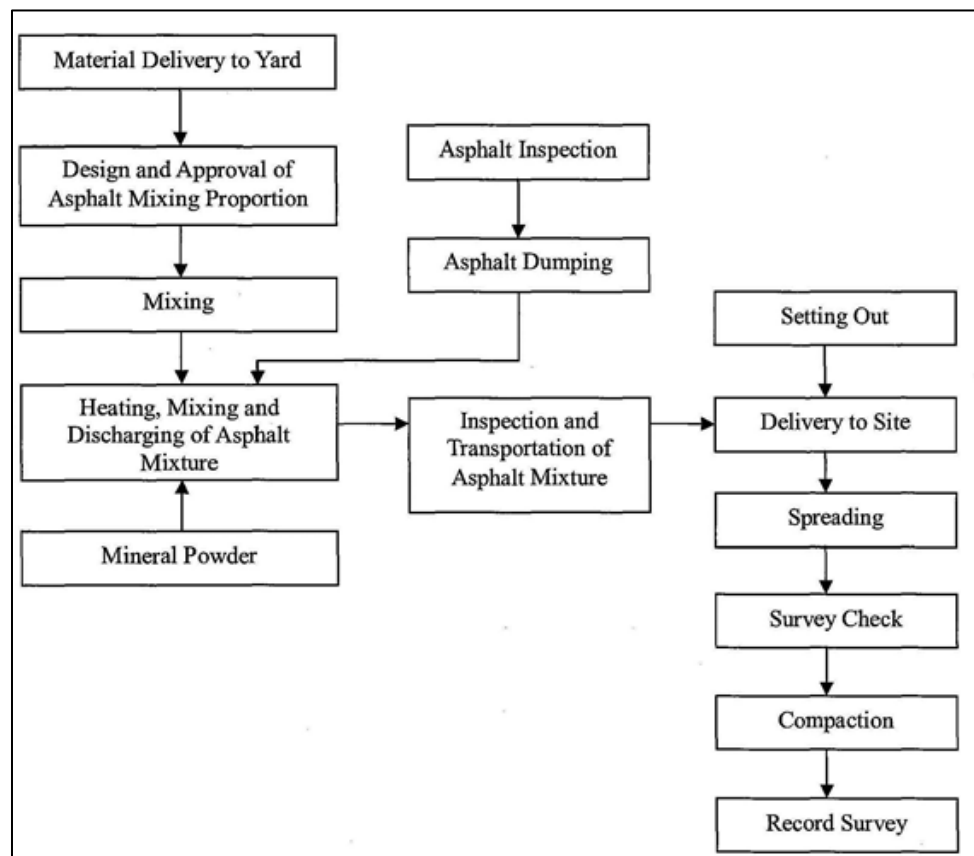 Material Delivery to Yard
Design and Approval of
Asphalt Mixing Proportion
Mixing
Heating, Mixing and
Discharging of Asphalt
Mixture
Mineral Powder
Asphalt Inspection
Asphalt Dumping
Inspection and
Transportation of
Asphalt Mixture
Setting Out
Delivery to Site
Spreading
Survey Check
Compaction
Record Survey